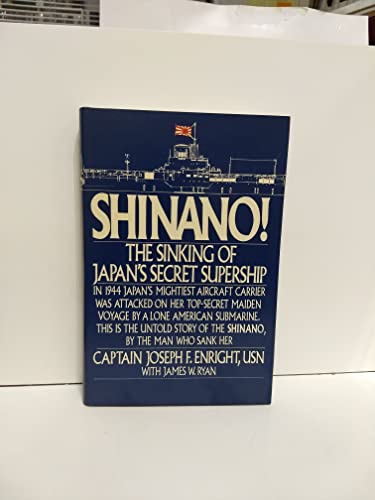 SHINANO!
THE SINKING OF
JAPAN'S SECRET SUPERSHIP
IN 1944 JAPAN'S MIGHTIEST AIRCRAFT CARRIER
WAS ATTACKED ON HER TOP-SECRET MAIDEN
VOYAGE BY A LONE AMERICAN SUBMARINE.
THIS IS THE UNTOLD STORY OF THE SHINANO,
BY THE MAN WHO SANK HER
CAPTAIN JOSEPH F. ENRIGHT, USN
WITH JAMES W. RYAN